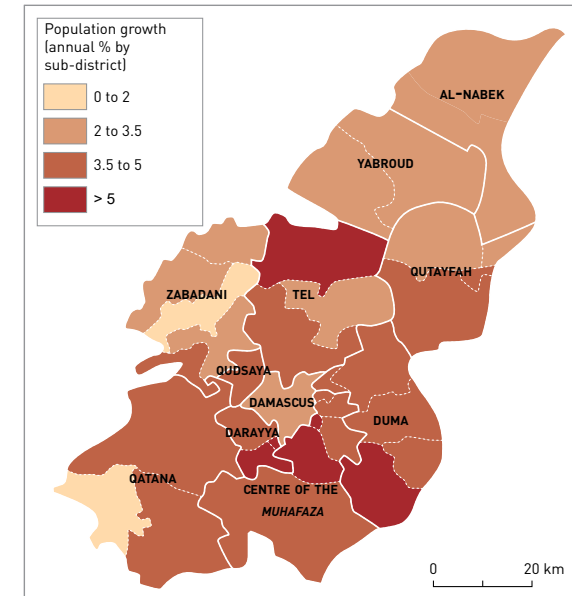 Population growth
(annual % by
sub-district)
0 to 2
2 to 3.5
3.5 to 5
> 5
AL-NABEK
YABROUD
QUTAYFAH
ZABADANI
TEL
QUDSAYA
DAMASCUS
DARAYYA
DUMA
QATANA
CENTRE OF THE
MUHAFAZA
0 20 km